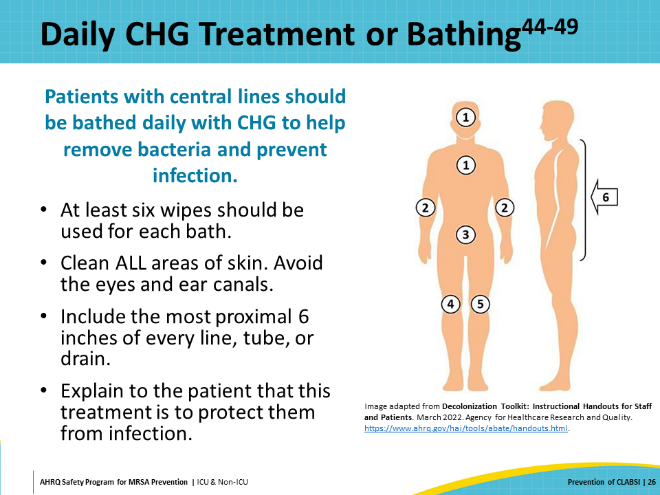 Daily CHG Treatment or Bathing44-49
Patients with central lines should
be bathed daily with CHG to help
remove bacteria and prevent
infection.
• At least six wipes should be
used for each bath.
• Clean ALL areas of skin. Avoid
the eyes and ear canals.
• Include the most proximal 6
inches of every line, tube, or
drain.
• Explain to the patient that this
treatment is to protect them
from infection.
1
1
2
2
3
4
5
6
Image adapted from Decolonization Toolkit: Instructional Handouts for Staff
and Patients. March 2022. Agency for Healthcare Research and Quality.
https://www.ahrq.gov/hai/tools/abate/handouts.html.
AHRQ Safety Program for MRSA Prevention | ICU & Non-ICU
Prevention of CLABSI | 26